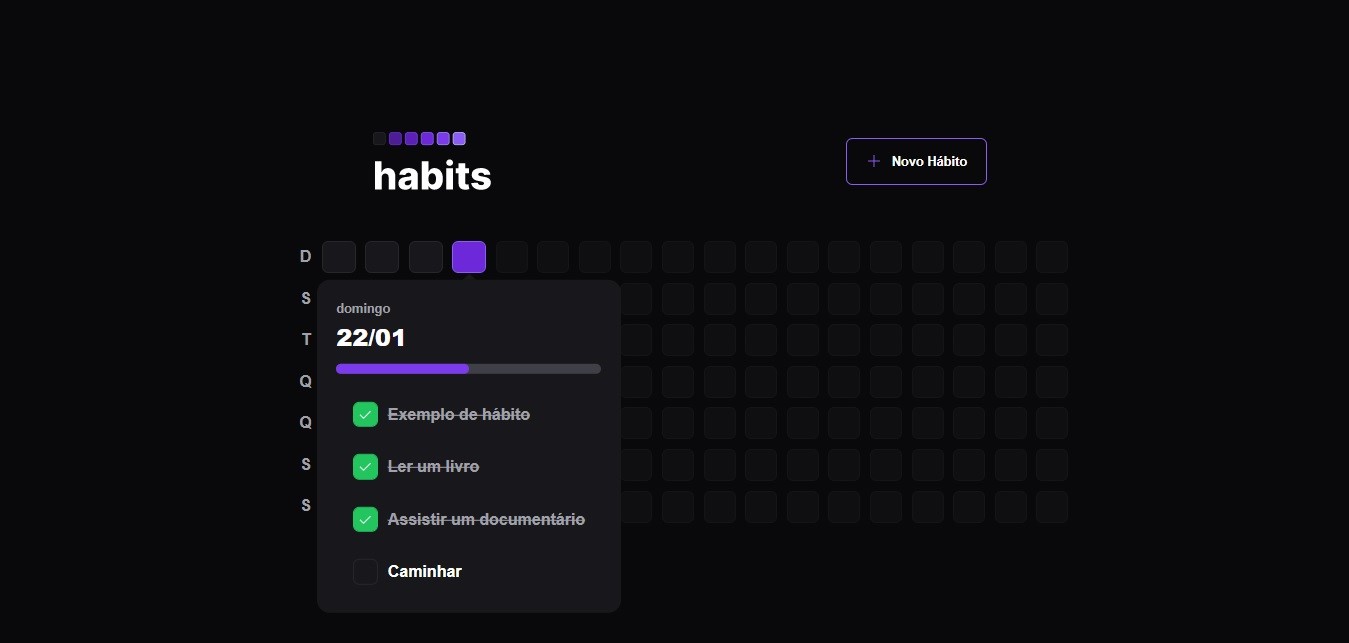 habits
Novo Hábito
D
S
T
Q
Q
S
S
domingo
22/01
Exemplo de hábito
Ler um livro
Assistir um documentário
Caminhar